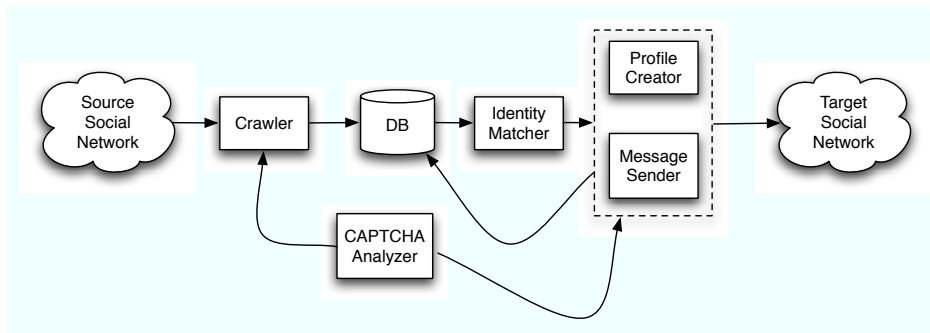 Source
Social
Network
Crawler
DB
Identity
Matcher
Profile
Creator
Message
Sender
Target
Social
Network
CAPTCHA
Analyzer